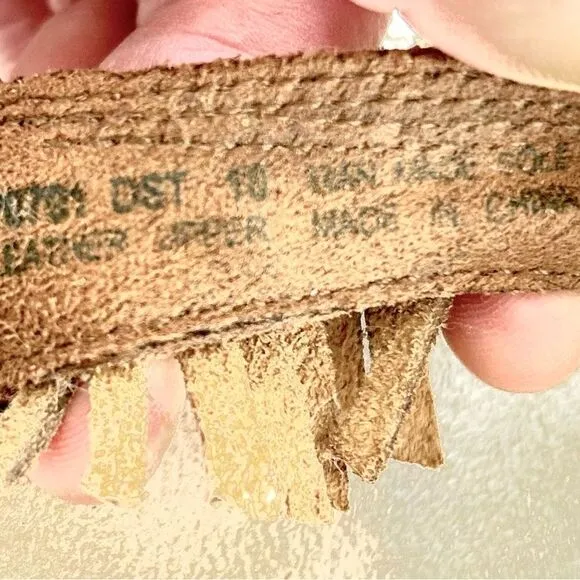 DST 10 MAN MADE SOLE
LEATHER UPPER MADE IN CHINA